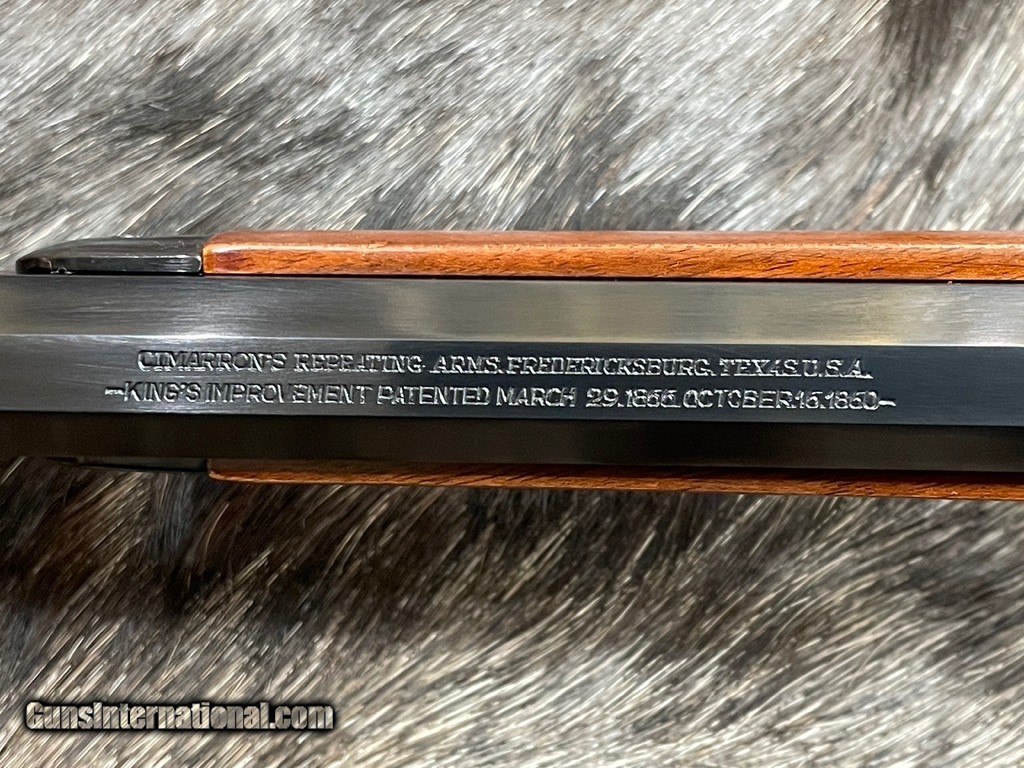 CIMARRON'S REPEATING ARMS. FREDERICKSBURG. TEXAS. U.S.A.
-KING'S IMPROVEMENT PATENTED MARCH 29.1866. OCTOBER.16.1860-
GunsInternational.com